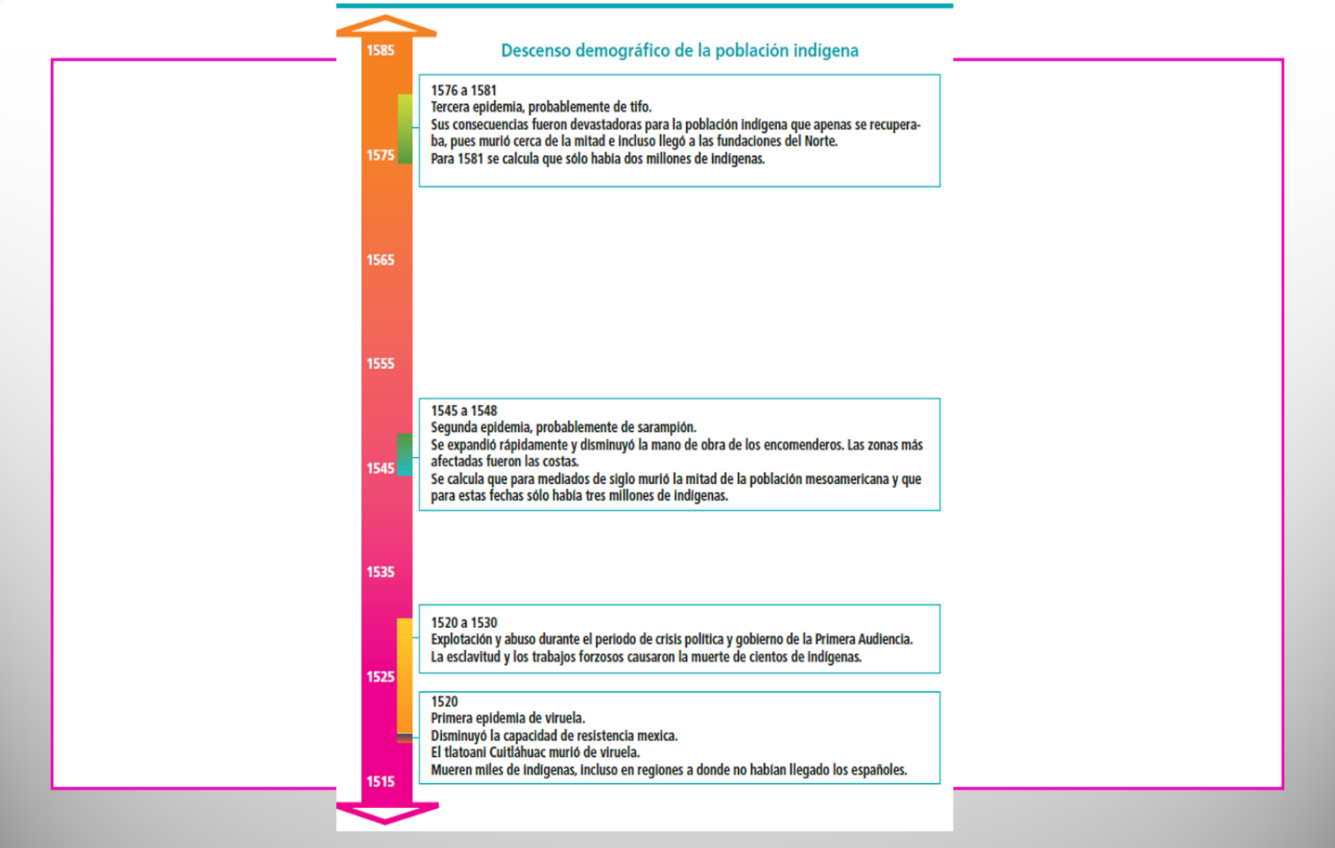 Descenso demográfico de la población indígena
1585
1576 a 1581
Tercera epidemia, probablemente de tifo.
Sus consecuencias fueron devastadoras para la población indígena que apenas se recupera-
ba, pues murió cerca de la mitad e incluso llegó a las fundaciones del Norte.
Para 1581 se calcula que sólo había dos millones de indígenas.
1575
1565
1555
1545 a 1548
Segunda epidemia, probablemente de sarampión.
Se expandió rápidamente y disminuyó la mano de obra de los encomenderos. Las zonas más
afectadas fueron las costas.
Se calcula que para mediados de siglo murió la mitad de la población mesoamericana y que
para estas fechas sólo había tres millones de indígenas.
1545
1535
1520 a 1530
Explotación y abuso durante el periodo de crisis política y gobierno de la Primera Audiencia.
La esclavitud y los trabajos forzosos causaron la muerte de cientos de indígenas.
1525
1520
Primera epidemia de viruela.
Disminuyó la capacidad de resistencia mexica.
El tlatoani Cuitláhuac murió de viruela.
Mueren miles de indígenas, incluso en regiones a donde no habían llegado los españoles.
1515